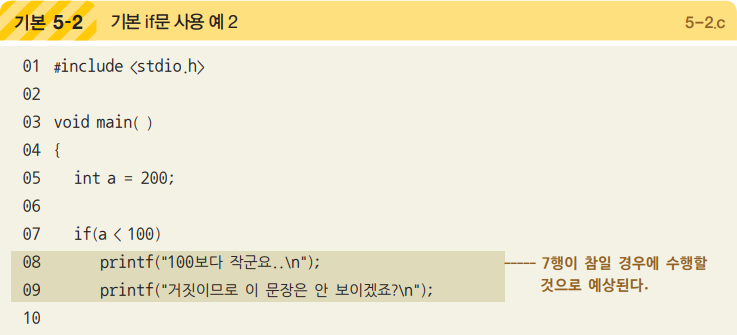 기본 5-2 기본 if문 사용 예 2 5-2.c
01 #include <stdio.h>
02
03 void main( )
04 {
05 int a = 200;
06
07 if(a < 100)
08 printf("100보다 작군요..\n"); 7행이 참일 경우에 수행할
09 printf("거짓이므로 이 문장은 안 보이겠죠?\n"); 것으로 예상된다.
10